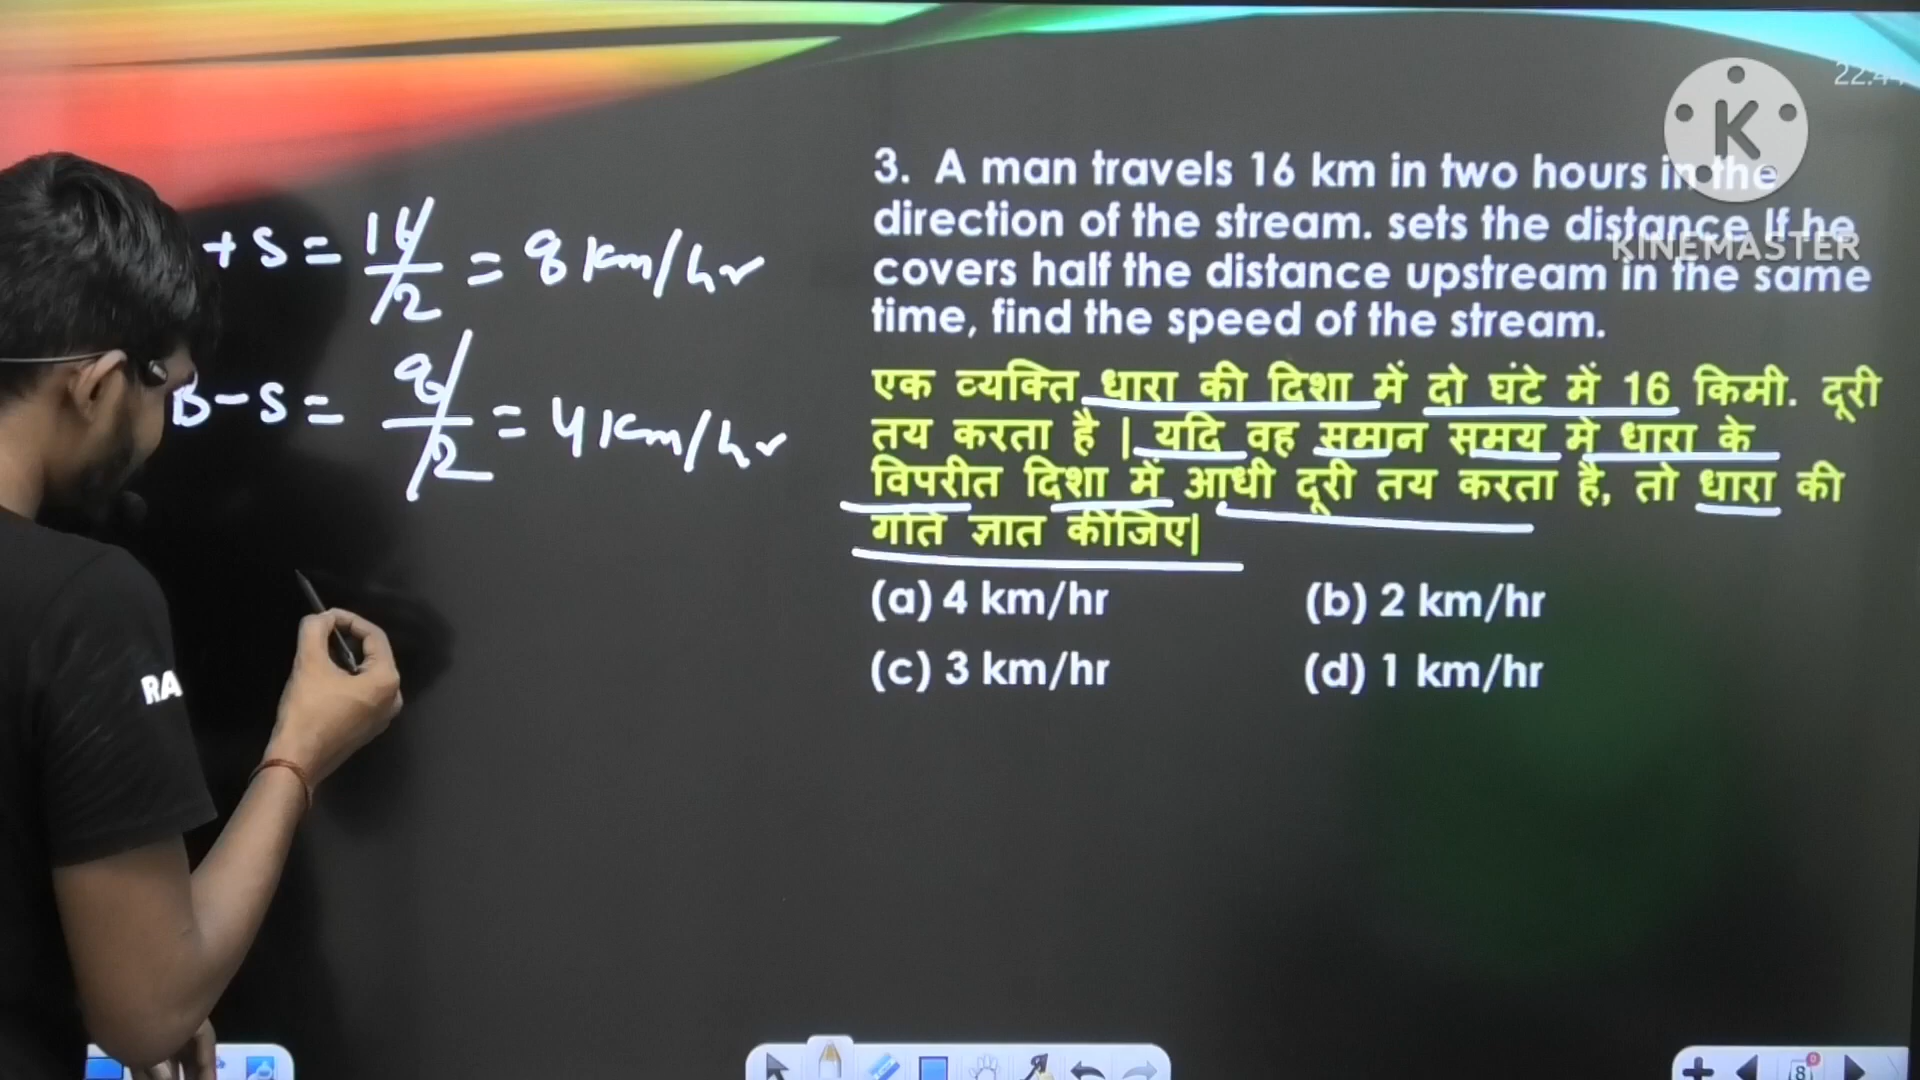 22:4
K
KINEMASTER
3. A man travels 16 km in two hours in the
direction of the stream. sets the distance If he
covers half the distance upstream in the same
time, find the speed of the stream.
एक व्यक्ति धारा की दिशा में दो घंटे में 16 किमी. दूरी
तय करता है | यदि वह समान समय मे धारा के
विपरीत दिशा में आधी दूरी तय करता है, तो धारा की
गति ज्ञात कीजिए|
(a) 4 km/hr (b) 2 km/hr
(c) 3 km/hr (d) 1 km/hr
+ S = 16/2 = 8 km/hr
B - S = 8/2 = 4 km/hr
RA
8